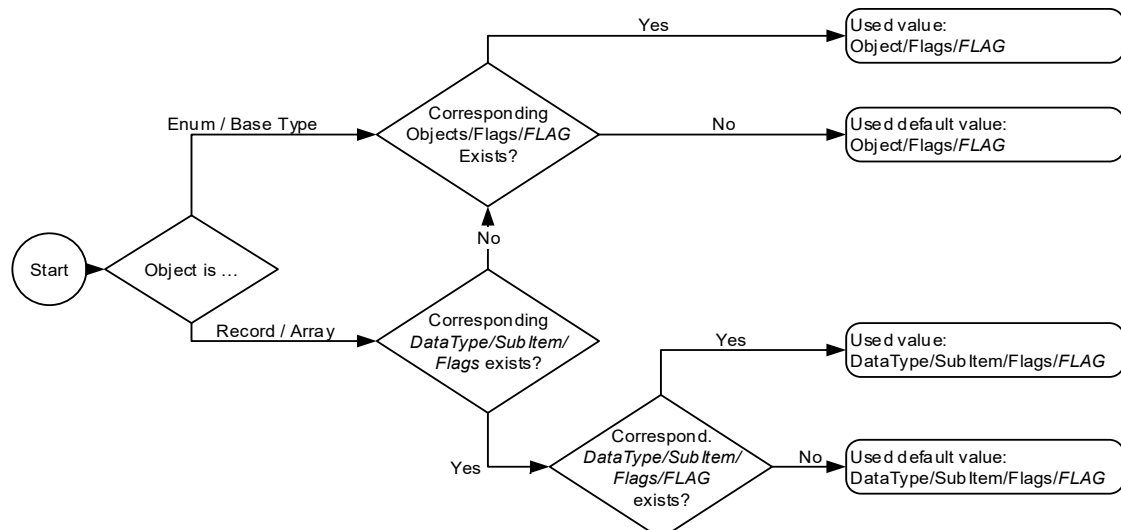 Yes
Used value:
Object/Flags/FLAG
Enum / Base Type
Corresponding
Objects/Flags/FLAG
Exists?
No
Used default value:
Object/Flags/FLAG
No
Start
Object is …
Record / Array
Corresponding
DataType/SubItem/
Flags exists?
Yes
Used value:
DataType/SubItem/Flags/FLAG
Yes
Correspond.
DataType/SubItem/
Flags/FLAG
exists?
No
Used default value:
DataType/SubItem/Flags/FLAG